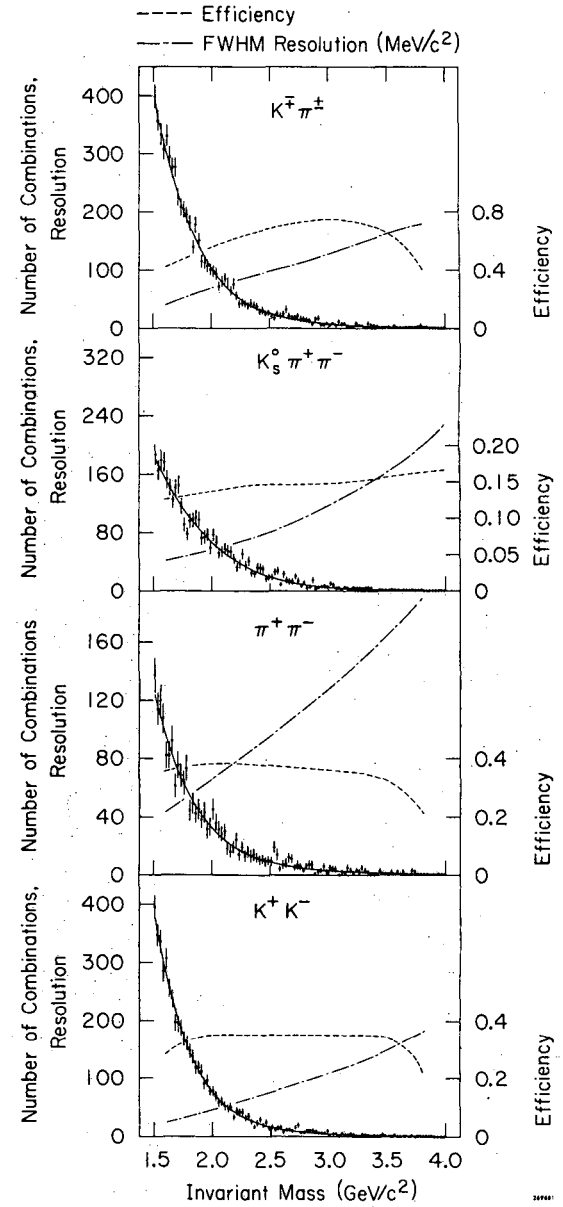 Efficiency
FWHM Resolution (MeV/c²)
Number of Combinations,
Resolution
400
300
200
100
0
K∓ π±
0.8
0.4
0
Efficiency
Number of Combinations,
Resolution
320
240
160
80
0
K°s π+ π−
0.20
0.15
0.10
0.05
0
Efficiency
Number of Combinations
Resolution
160
120
80
40
0
π+ π−
0.4
0.2
0
Efficiency
Number of Combinations,
Resolution
400
300
200
100
0
K+ K−
0.4
0.2
0
Efficiency
1.5 2.0 2.5 3.0 3.5 4.0
Invariant Mass (GeV/c²)